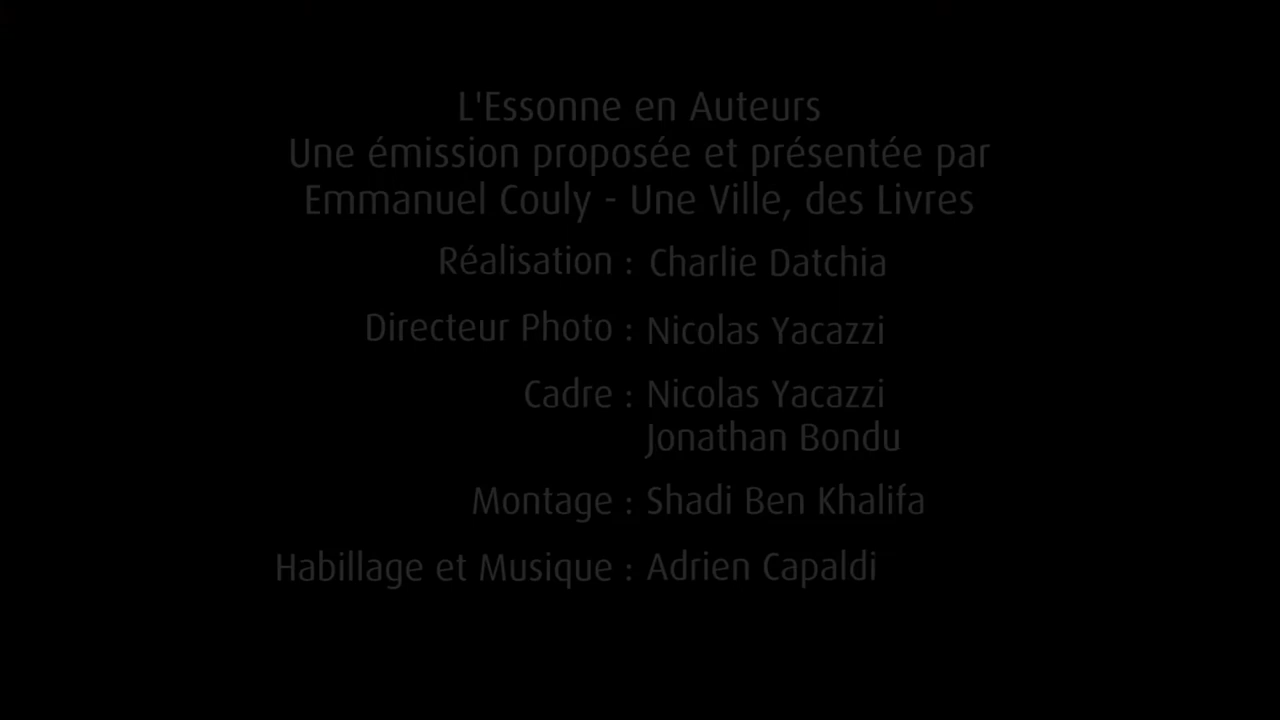 L'Essonne en Auteurs
Une émission proposée et présentée par
Emmanuel Couly - Une Ville, des Livres
Réalisation : Charlie Datchia
Directeur Photo : Nicolas Yacazzi
Cadre : Nicolas Yacazzi
Jonathan Bondu
Montage : Shadi Ben Khalifa
Habillage et Musique : Adrien Capaldi